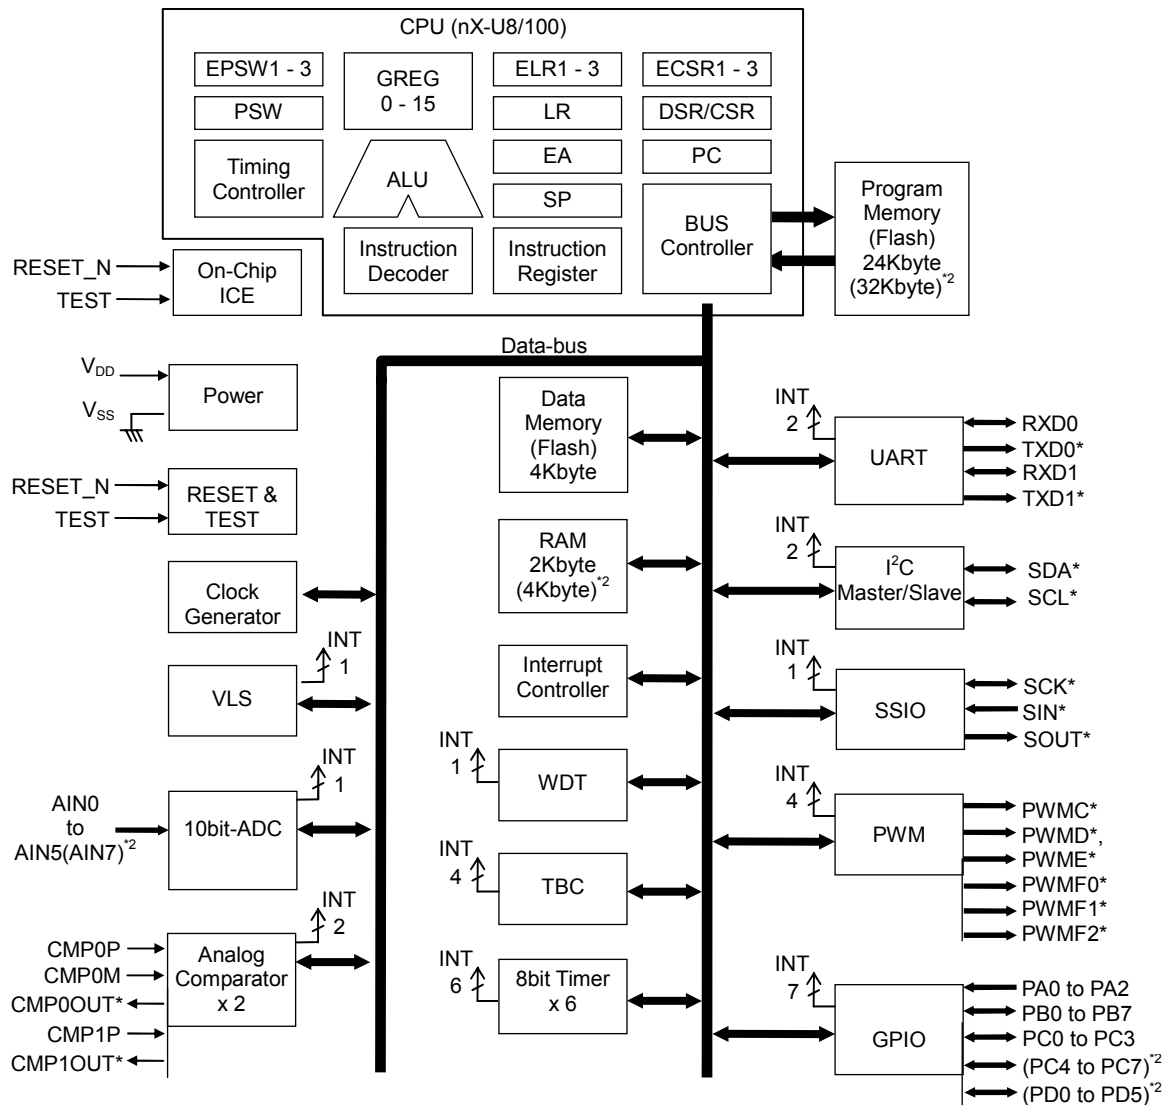 CPU (nX-U8/100)
EPSW1 - 3
GREG
0 - 15
ELR1 - 3
ECSR1 - 3
PSW
LR
DSR/CSR
Timing
Controller
ALU
EA
PC
SP
BUS
Controller
Program
Memory
(Flash)
24Kbyte
(32Kbyte)*2
Instruction
Decoder
Instruction
Register
RESET_N
TEST
On-Chip
ICE
Data-bus
VDD
VSS
Power
RESET_N
TEST
RESET &
TEST
Clock
Generator
VLS
INT
1
AIN0
to
AIN5(AIN7)*2
10bit-ADC
INT
1
CMP0P
CMP0M
CMP0OUT*
CMP1P
CMP1OUT*
Analog
Comparator
x 2
INT
2
Data
Memory
(Flash)
4Kbyte
RAM
2Kbyte
(4Kbyte)*2
Interrupt
Controller
INT
1
WDT
INT
4
TBC
INT
6
8bit Timer
x 6
INT
2
UART
RXD0
TXD0*
RXD1
TXD1*
INT
2
I2C
Master/Slave
SDA*
SCL*
INT
1
SSIO
SCK*
SIN*
SOUT*
INT
4
PWM
PWMC*
PWMD*,
PWME*
PWMF0*
PWMF1*
PWMF2*
INT
7
GPIO
PA0 to PA2
PB0 to PB7
PC0 to PC3
(PC4 to PC7)*2
(PD0 to PD5)*2